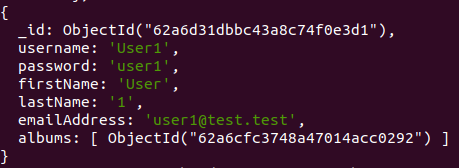 {
  _id: ObjectId("62a6d31dbbc43a8c74f0e3d1"),
  username: 'User1',
  password: 'user1',
  firstName: 'User',
  lastName: '1',
  emailAddress: 'user1@test.test',
  albums: [ ObjectId("62a6cfc3748a47014acc0292") ]
}